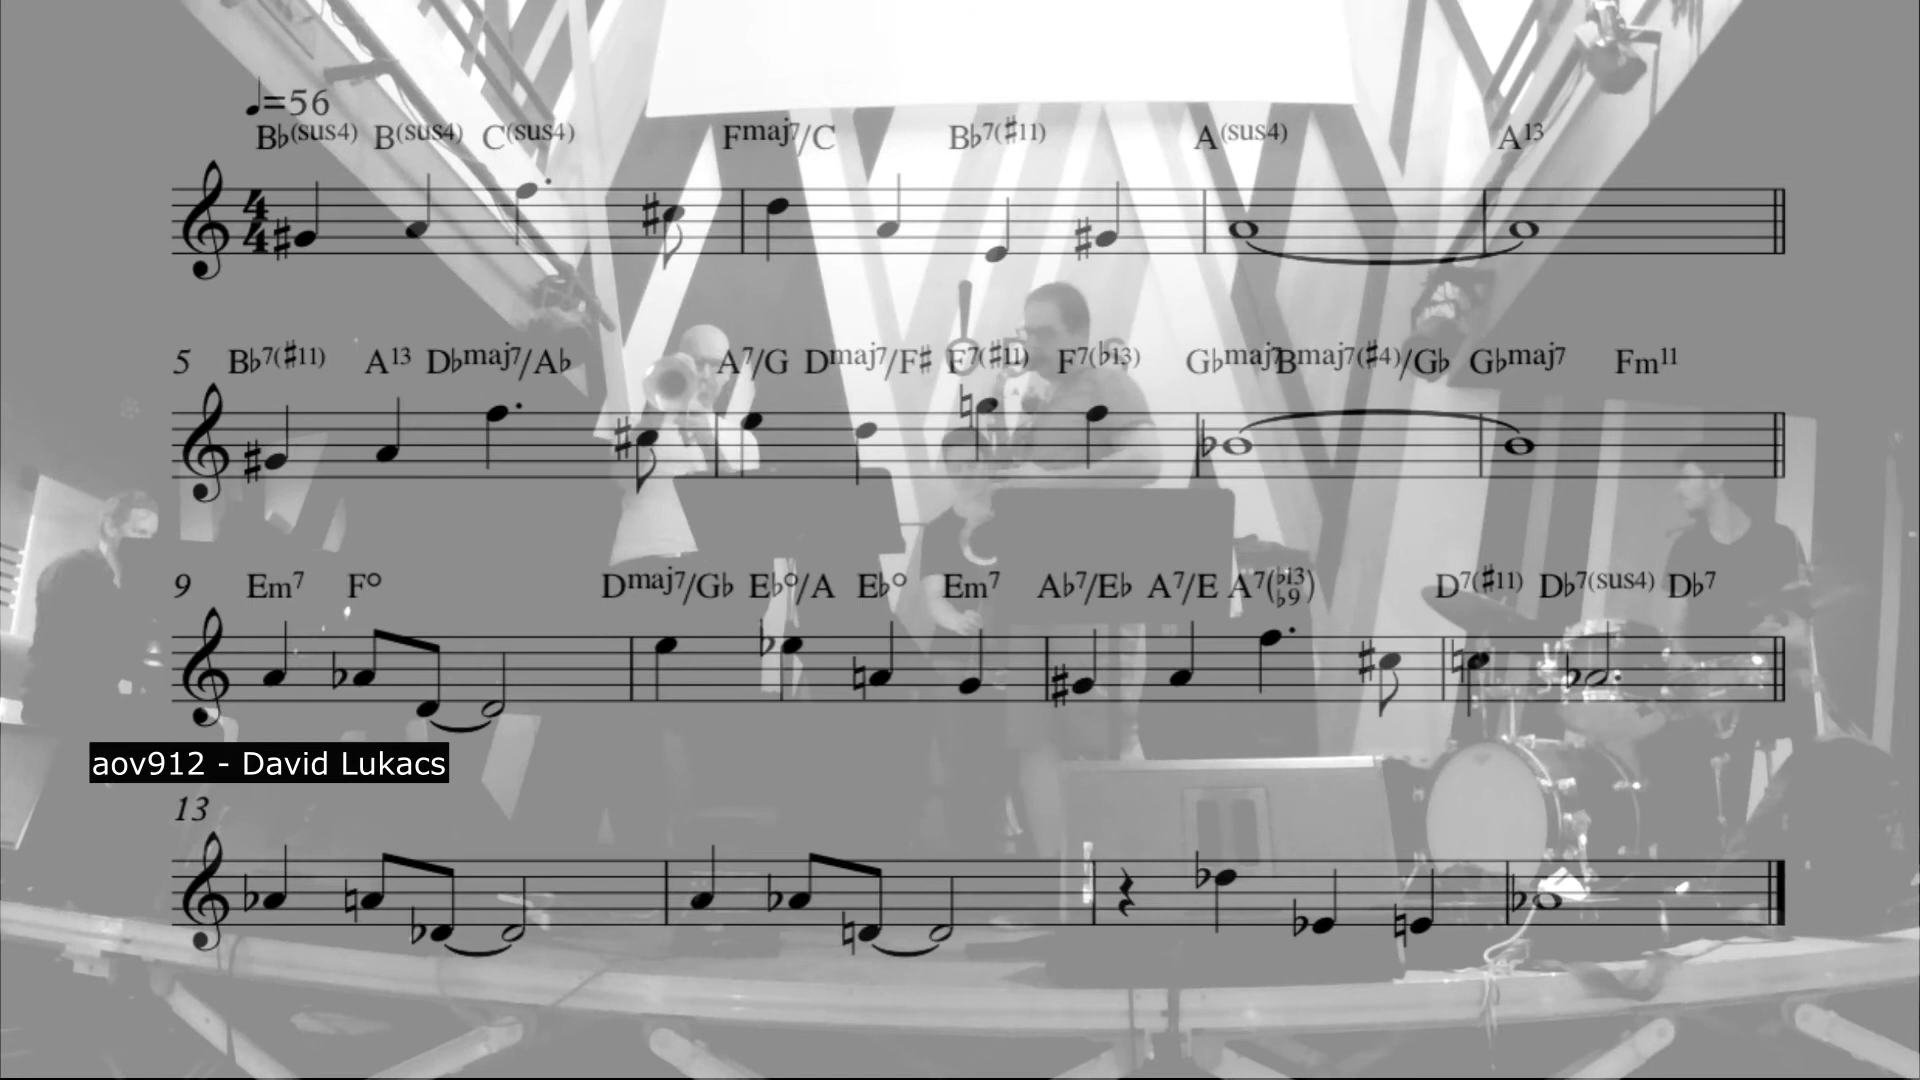 ♩=56
B♭(sus4) B(sus4) C(sus4) Fmaj7/C B♭7(♯11) A(sus4) A13
5 B♭7(♯11) A13 D♭maj7/A♭ A7/G Dmaj7/F♯ F7(♯11) F7(♭13) G♭maj7 Bmaj7(♯4)/G♭ G♭maj7 Fm11
9 Em7 F° Dmaj7/G♭ E♭°/A E♭° Em7 A♭7/E♭ A7/E A7(♭13 ♭9) D7(♯11) D♭7(sus4) D♭7
aov912 - David Lukacs
13